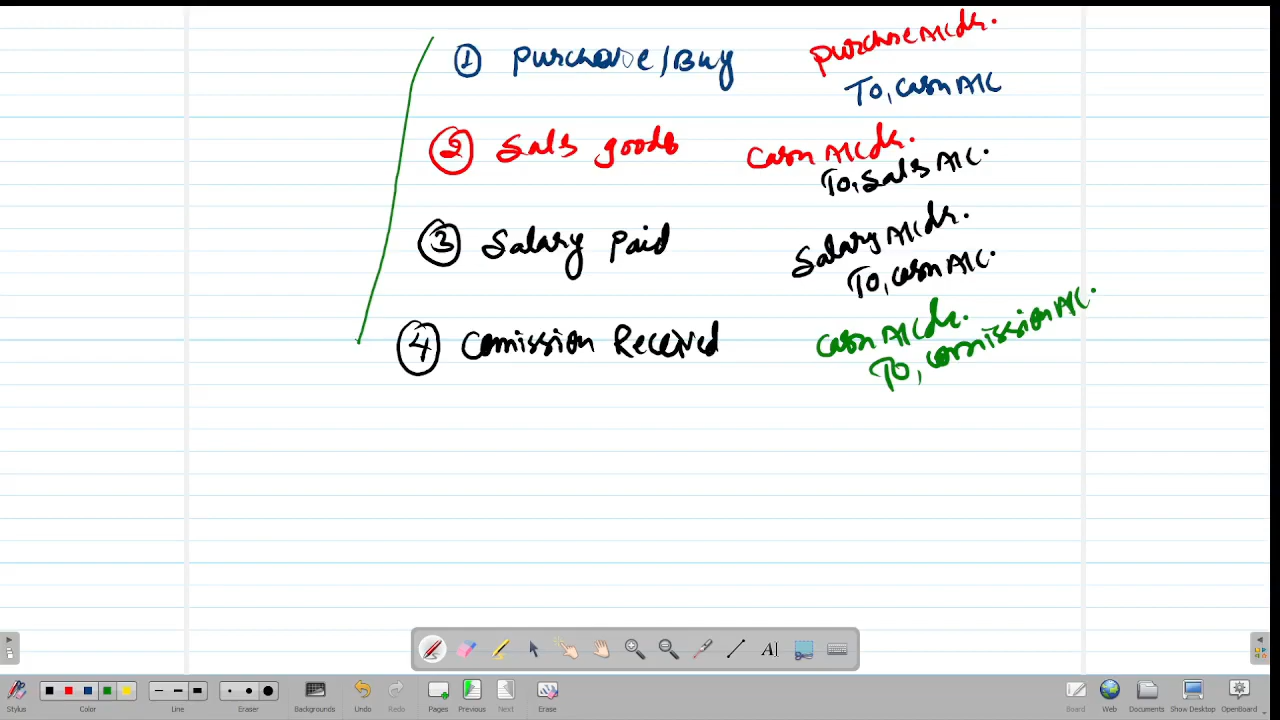 ① Purchase/Buy
Purchase A/C dr.
To, Cash A/C
② Sals goods
Cash A/C dr.
To, Sals A/C.
③ Salary Paid
Salary A/C dr.
To, cash A/C.
④ Comission Received
Cash A/C dr.
To, comission A/C.
Stylus
Color
Line
Eraser
Backgrounds
Undo
Redo
Pages
Previous
Next
Erase
Board
Web
Documents
Show Desktop
OpenBoard